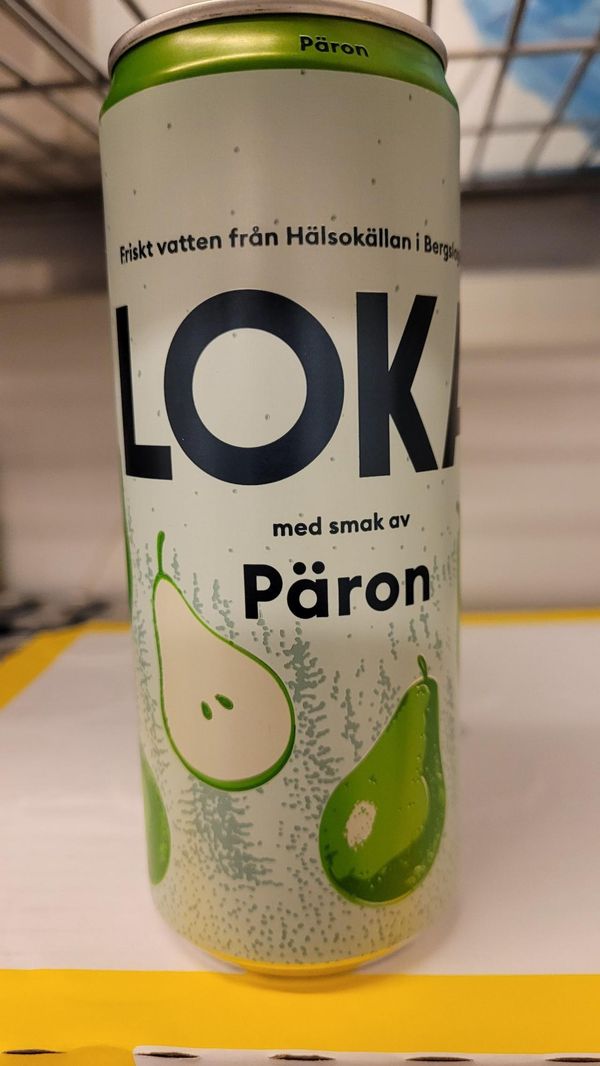 Päron
Friskt vatten från Hälsokällan i
LOKA
med smak av
Päron